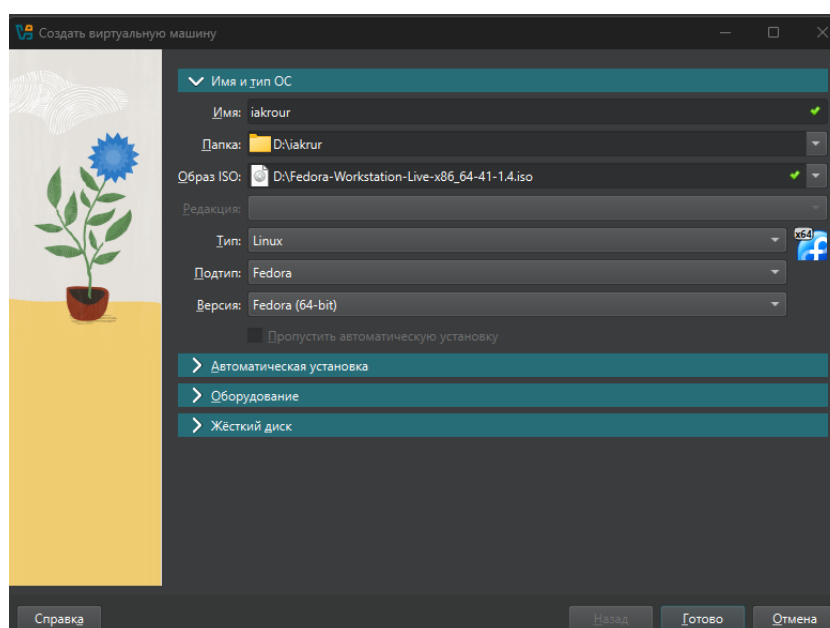 Создать виртуальную машину
Имя и тип ОС
Имя: iakrour
Папка: D:\iakrur
Образ ISO: D:\Fedora-Workstation-Live-x86_64-41-1.4.iso
Редакция:
Тип: Linux
x64
Подтип: Fedora
Версия: Fedora (64-bit)
Пропустить автоматическую установку
Автоматическая установка
Оборудование
Жёсткий диск
Справка Назад Готово Отмена